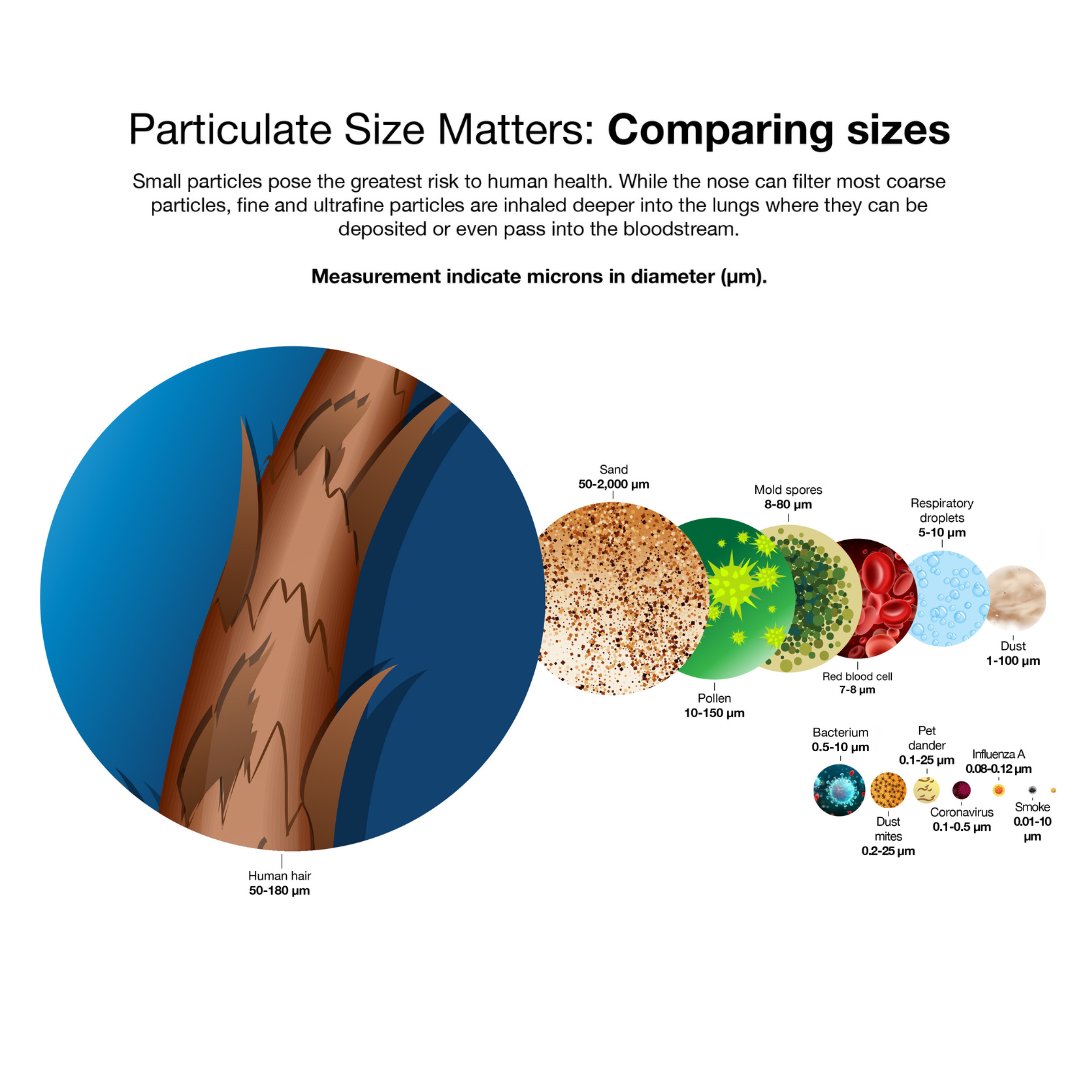 Particulate Size Matters: Comparing sizes
Small particles pose the greatest risk to human health. While the nose can filter most coarse
particles, fine and ultrafine particles are inhaled deeper into the lungs where they can be
deposited or even pass into the bloodstream.
Measurement indicate microns in diameter (µm).
Human hair
50-180 µm
Sand
50-2,000 µm
Pollen
10-150 µm
Mold spores
8-80 µm
Red blood cell
7-8 µm
Respiratory
droplets
5-10 µm
Dust
1-100 µm
Bacterium
0.5-10 µm
Dust
mites
0.2-25 µm
Pet
dander
0.1-25 µm
Coronavirus
0.1-0.5 µm
Influenza A
0.08-0.12 µm
Smoke
0.01-10
µm